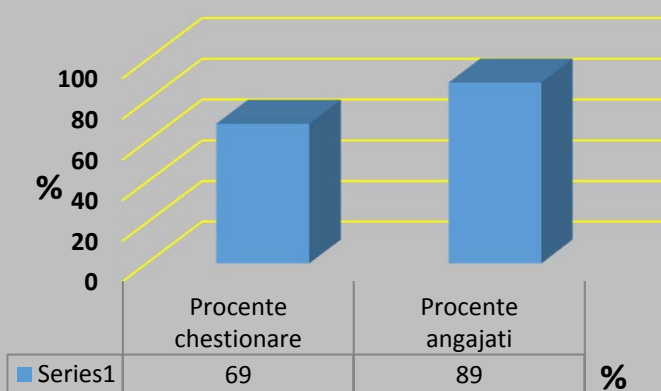 100
80
60
40
20
0
%
Procente
chestionare
Procente
angajati
Series1
69
89
%